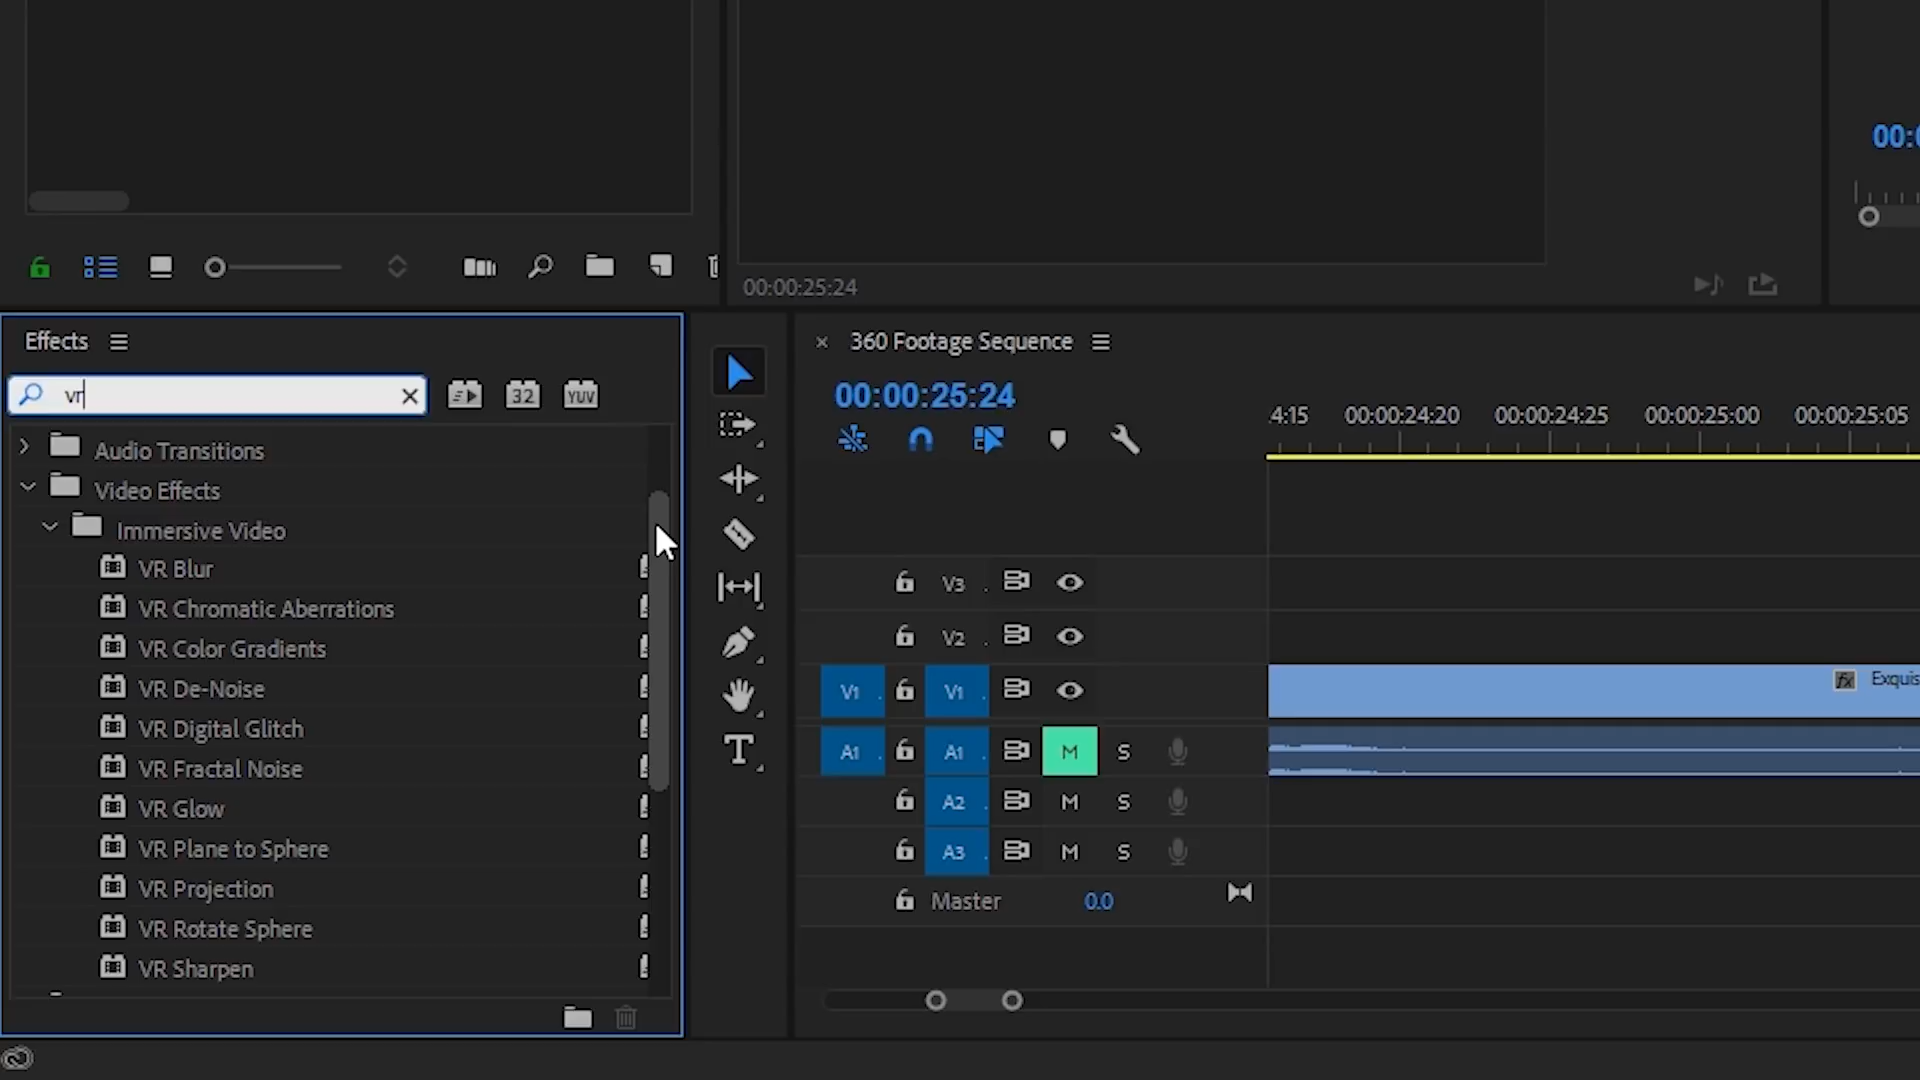 00:00:25:24
Effects
vr
32
YUV
Audio Transitions
Video Effects
Immersive Video
VR Blur
VR Chromatic Aberrations
VR Color Gradients
VR De-Noise
VR Digital Glitch
VR Fractal Noise
VR Glow
VR Plane to Sphere
VR Projection
VR Rotate Sphere
VR Sharpen
360 Footage Sequence
00:00:25:24
4:15 00:00:24:20 00:00:24:25 00:00:25:00 00:00:25:05
V3
V2
V1 V1
fx Exquis
A1 A1 M S
A2 M S
A3 M S
Master 0.0